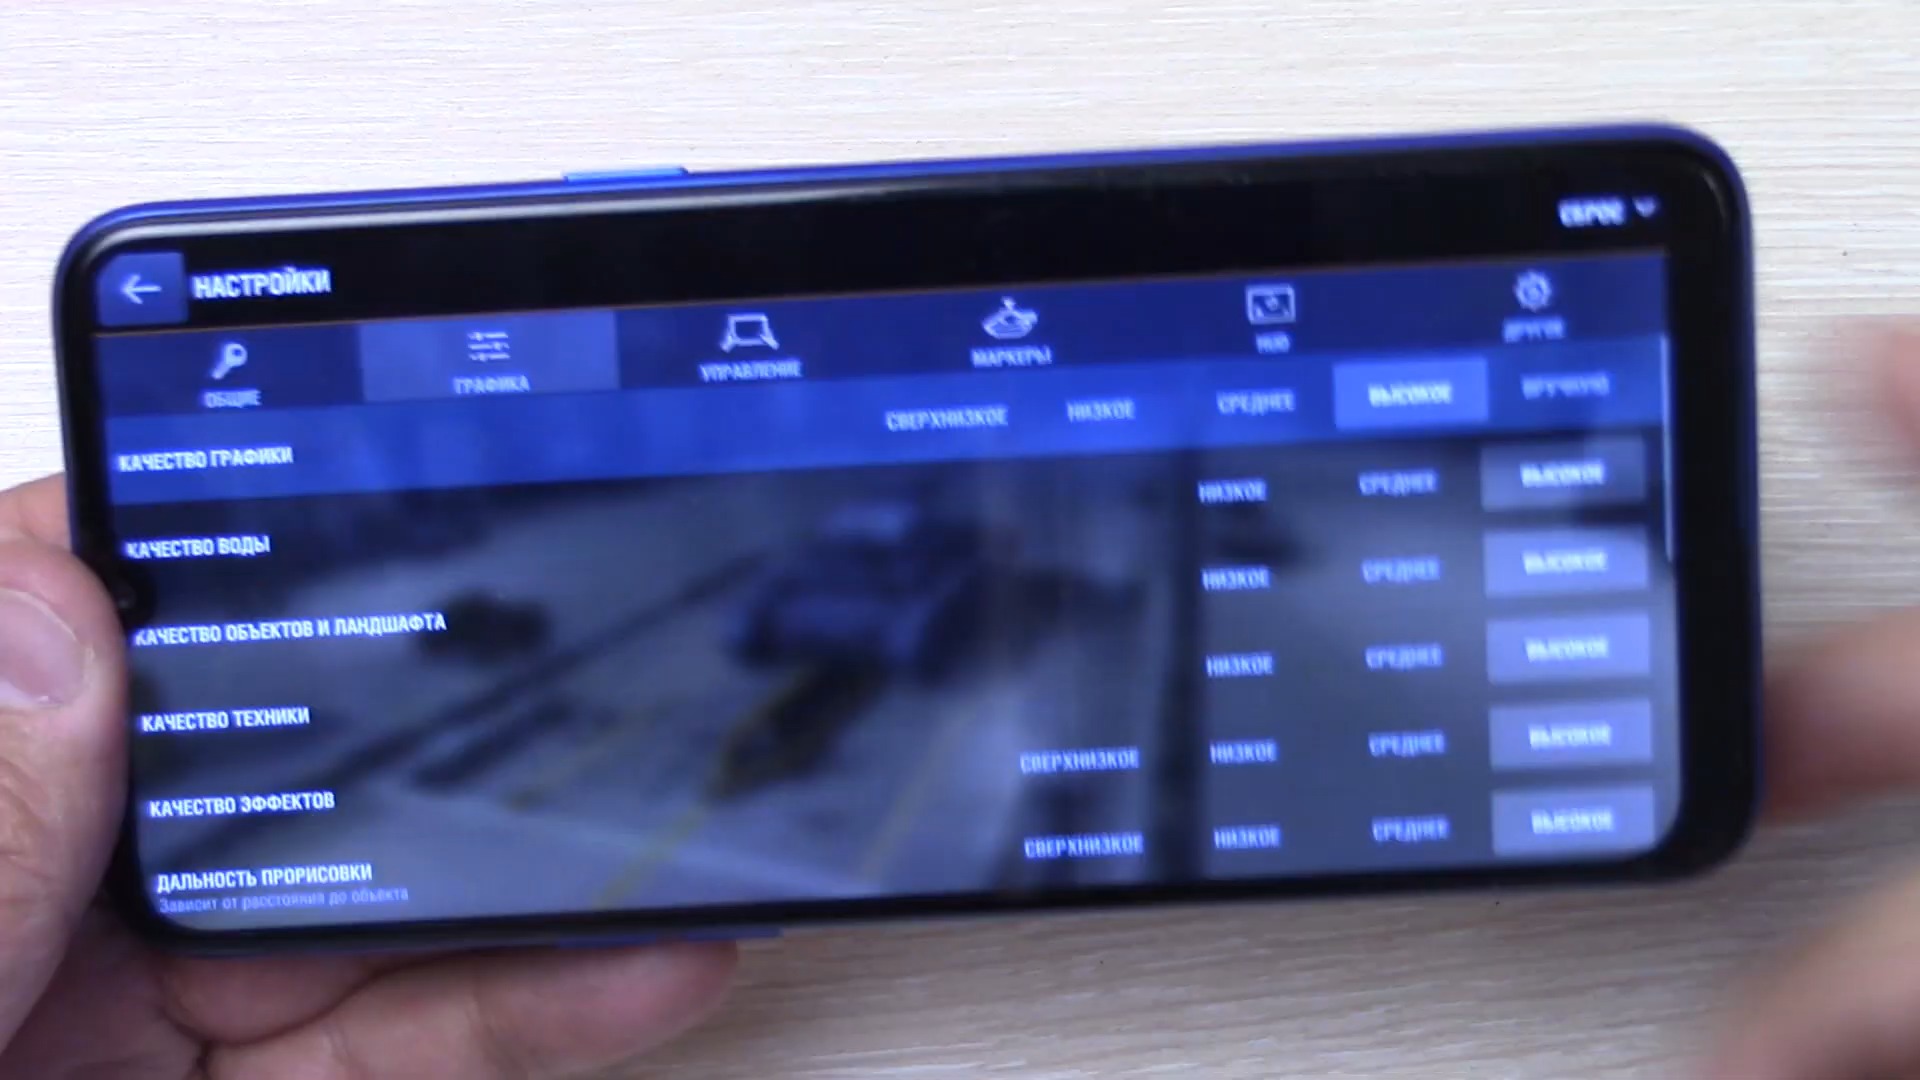 СБРОС
НАСТРОЙКИ
ОБЩИЕ ГРАФИКА УПРАВЛЕНИЕ МАРКЕРЫ HUD ДРУГОЕ
КАЧЕСТВО ГРАФИКИ СВЕРХНИЗКОЕ НИЗКОЕ СРЕДНЕЕ ВЫСОКОЕ ВРУЧНУЮ
КАЧЕСТВО ВОДЫ НИЗКОЕ СРЕДНЕЕ ВЫСОКОЕ
КАЧЕСТВО ОБЪЕКТОВ И ЛАНДШАФТА НИЗКОЕ СРЕДНЕЕ ВЫСОКОЕ
КАЧЕСТВО ТЕХНИКИ НИЗКОЕ СРЕДНЕЕ ВЫСОКОЕ
КАЧЕСТВО ЭФФЕКТОВ СВЕРХНИЗКОЕ НИЗКОЕ СРЕДНЕЕ ВЫСОКОЕ
ДАЛЬНОСТЬ ПРОРИСОВКИ СВЕРХНИЗКОЕ НИЗКОЕ СРЕДНЕЕ ВЫСОКОЕ
Зависит от расстояния до объекта